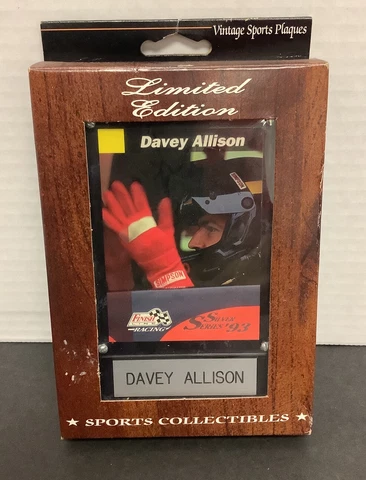 Vintage Sports Plaques
Limited
Edition
Davey Allison
SIMPSON
FINISH
LINE
RACING
SILVER
SERIES '93
DAVEY ALLISON
★ SPORTS COLLECTIBLES ★